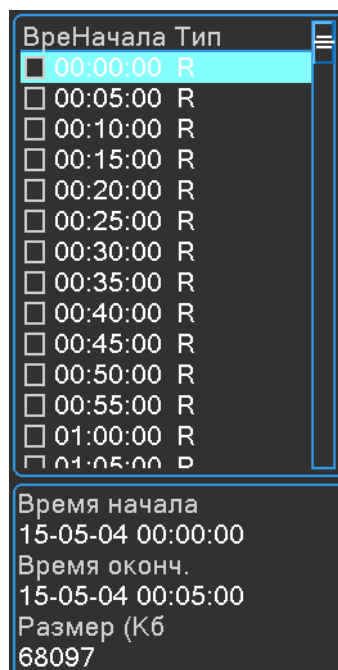 ВреНачала Тип
00:00:00 R
00:05:00 R
00:10:00 R
00:15:00 R
00:20:00 R
00:25:00 R
00:30:00 R
00:35:00 R
00:40:00 R
00:45:00 R
00:50:00 R
00:55:00 R
01:00:00 R
01:05:00 R
Время начала
15-05-04 00:00:00
Время оконч.
15-05-04 00:05:00
Размер (Кб
68097